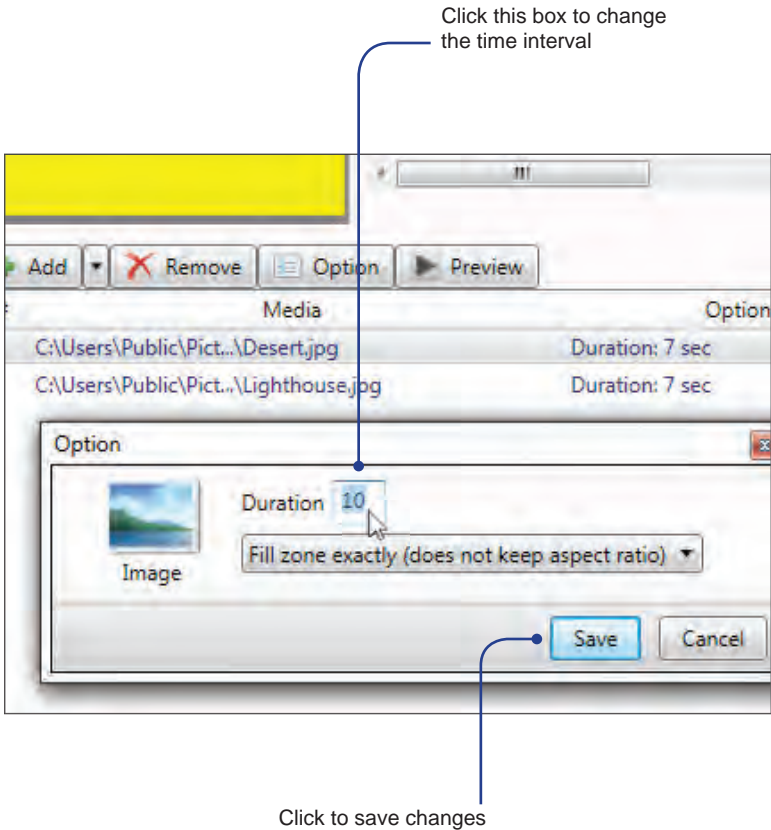 Click this box to change
the time interval
Add Remove Option Preview
Media Option
C:\Users\Public\Pict...\Desert.jpg Duration: 7 sec
C:\Users\Public\Pict...\Lighthouse.jpg Duration: 7 sec
Option
Duration 10
Fill zone exactly (does not keep aspect ratio)
Image
Save Cancel
Click to save changes